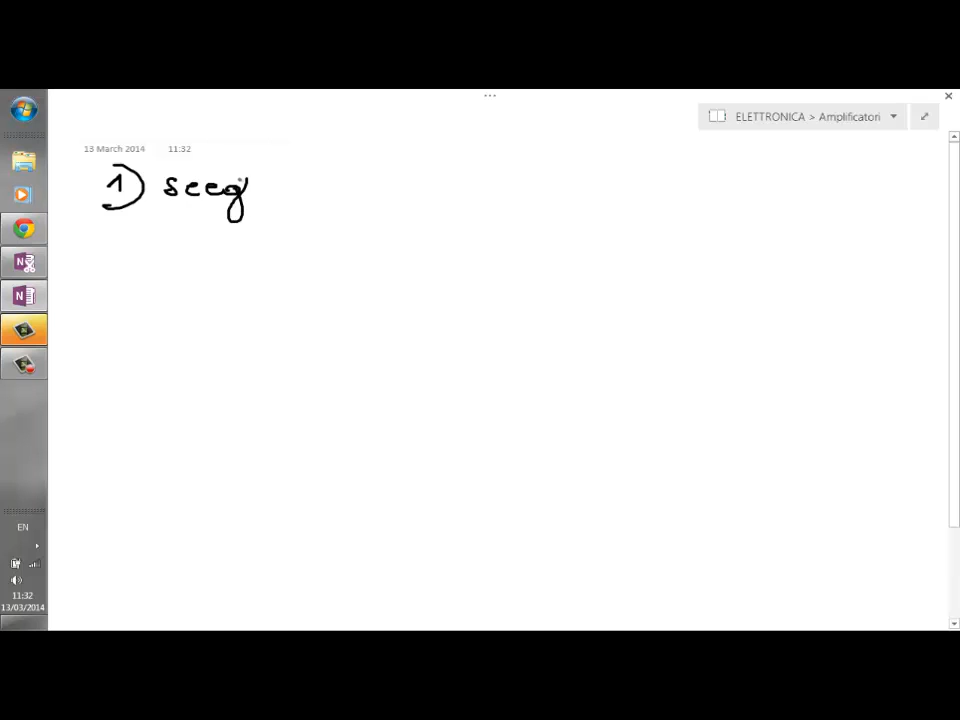 ELETTRONICA > Amplificatori
13 March 2014 11:32
1) sceg
EN
11:32
13/03/2014